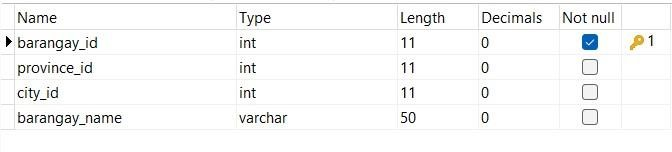 Name Type Length Decimals Not null
barangay_id int 11 0 1
province_id int 11 0
city_id int 11 0
barangay_name varchar 50 0